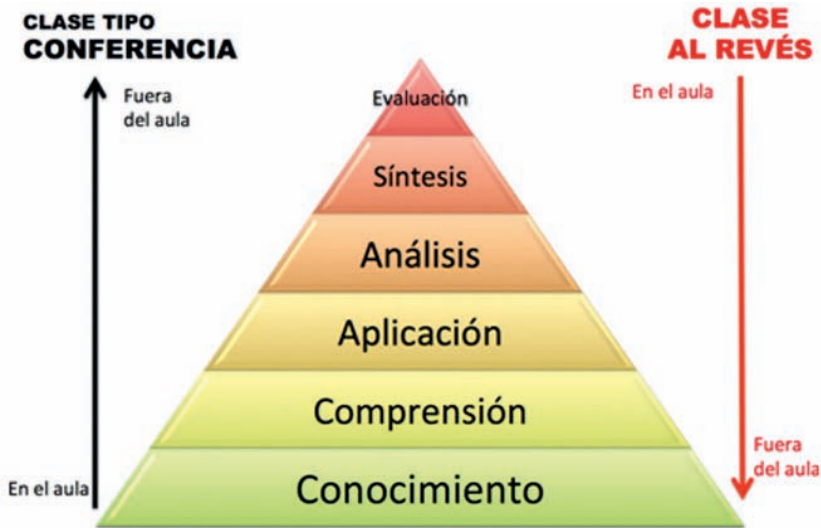 CLASE TIPO
CONFERENCIA
Fuera
del aula
En el aula
Evaluación
Síntesis
Análisis
Aplicación
Comprensión
Conocimiento
CLASE
AL REVÉS
En el aula
Fuera
del aula